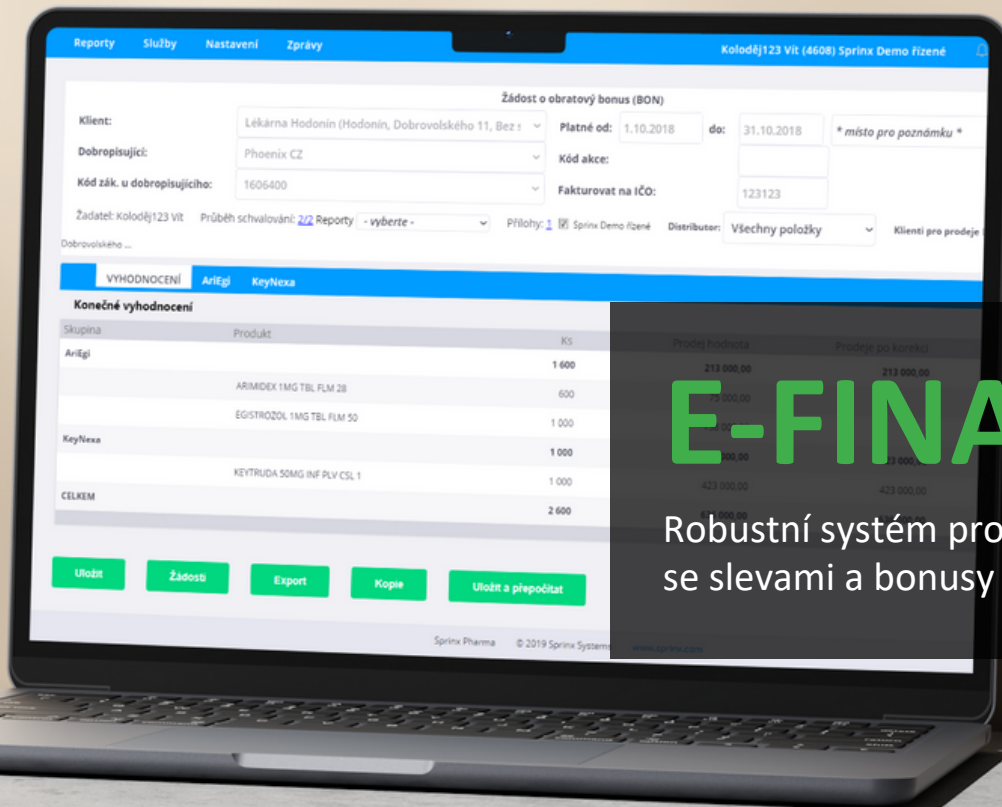 Reporty Služby Nastavení Zprávy Koloděj123 Vít (4608) Sprinx Demo řízené
Žádost o obratový bonus (BON)
Klient: Lékárna Hodonín (Hodonín, Dobrovolského 11, Bez s Platné od: 1.10.2018 do: 31.10.2018 * místo pro poznámku *
Dobropisující: Phoenix CZ Kód akce:
Kód zák. u dobropisujícího: 1606400 Fakturovat na IČO: 123123
Žadatel: Koloděj123 Vít Průběh schvalování: 2/2 Reporty - vyberte - Přílohy: 1 Sprinx Demo řízené Distributor: Všechny položky Klienti pro prodeje
Dobrovolského ...
VYHODNOCENÍ AriEgi KeyNexa
Konečné vyhodnocení
Skupina Produkt Ks Prodej hodnota Prodeje po korekci
AriEgi 1 600 213 000,00 213 000,00
ARIMIDEX 1MG TBL FLM 28 600 75 000,00
EGISTROZOL 1MG TBL FLM 50 1 000
KeyNexa 1 000
KEYTRUDA 50MG INF PLV CSL 1 1 000 423 000,00 423 000,00
CELKEM 2 600
E-FINA
Robustní systém pro
se slevami a bonusy
Uložit Žádosti Export Kopie Uložit a přepočítat
Sprinx Pharma © 2019 Sprinx Systems www.sprinx.com